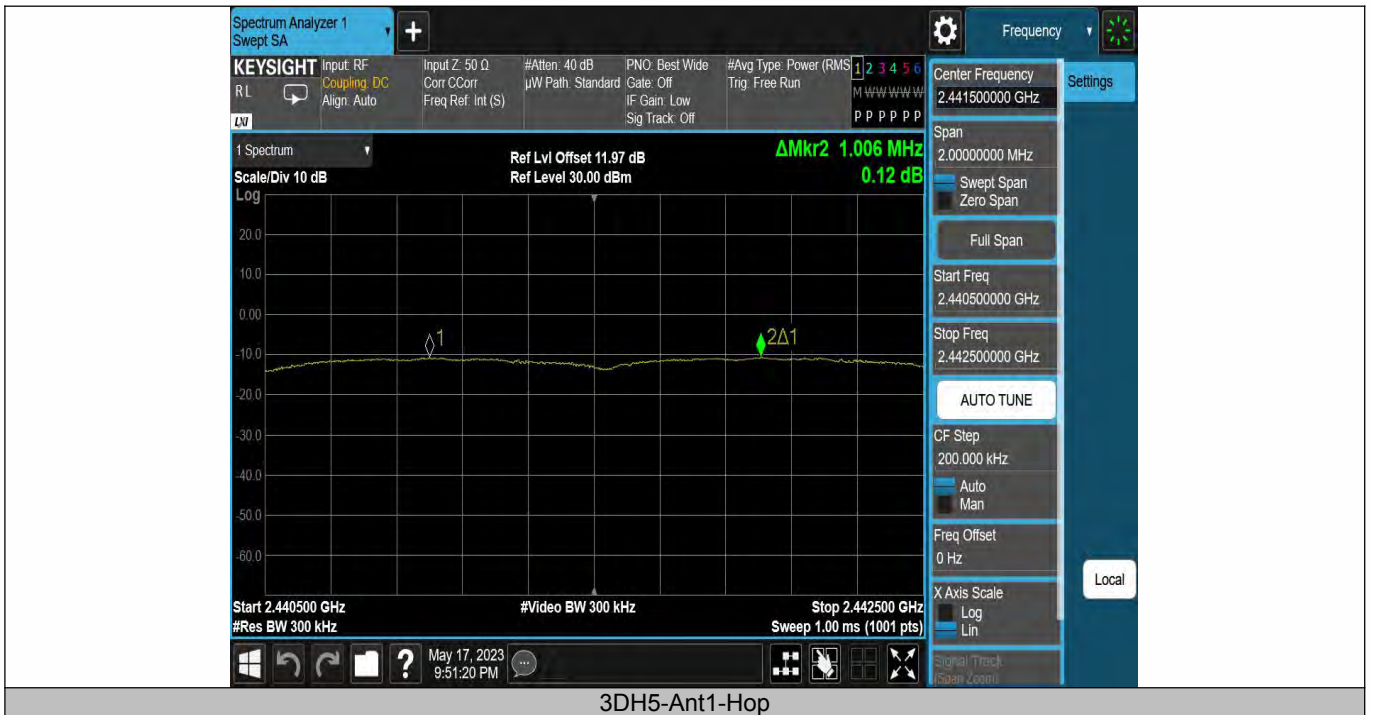 Spectrum Analyzer 1
Swept SA
+
Frequency
KEYSIGHT
R L
LXI
Input: RF
Coupling: DC
Align: Auto
Input Z: 50 Ω
Corr CCorr
Freq Ref: Int (S)
#Atten: 40 dB
µW Path: Standard
PNO: Best Wide
Gate: Off
IF Gain: Low
Sig Track: Off
#Avg Type: Power (RMS
Trig: Free Run
1 2 3 4 5 6
M W W W W W
P P P P P P
1 Spectrum
Scale/Div 10 dB
Log
Ref Lvl Offset 11.97 dB
Ref Level 30.00 dBm
ΔMkr2 1.006 MHz
0.12 dB
20.0
10.0
0.00
-10.0
-20.0
-30.0
-40.0
-50.0
-60.0
1
2Δ1
Start 2.440500 GHz
#Res BW 300 kHz
#Video BW 300 kHz
Stop 2.442500 GHz
Sweep 1.00 ms (1001 pts)
Center Frequency
2.441500000 GHz
Settings
Span
2.00000000 MHz
Swept Span
Zero Span
Full Span
Start Freq
2.440500000 GHz
Stop Freq
2.442500000 GHz
AUTO TUNE
CF Step
200.000 kHz
Auto
Man
Freq Offset
0 Hz
X Axis Scale
Log
Lin
Signal Track
(Span Zoom)
Local
?
May 17, 2023
9:51:20 PM
3DH5-Ant1-Hop